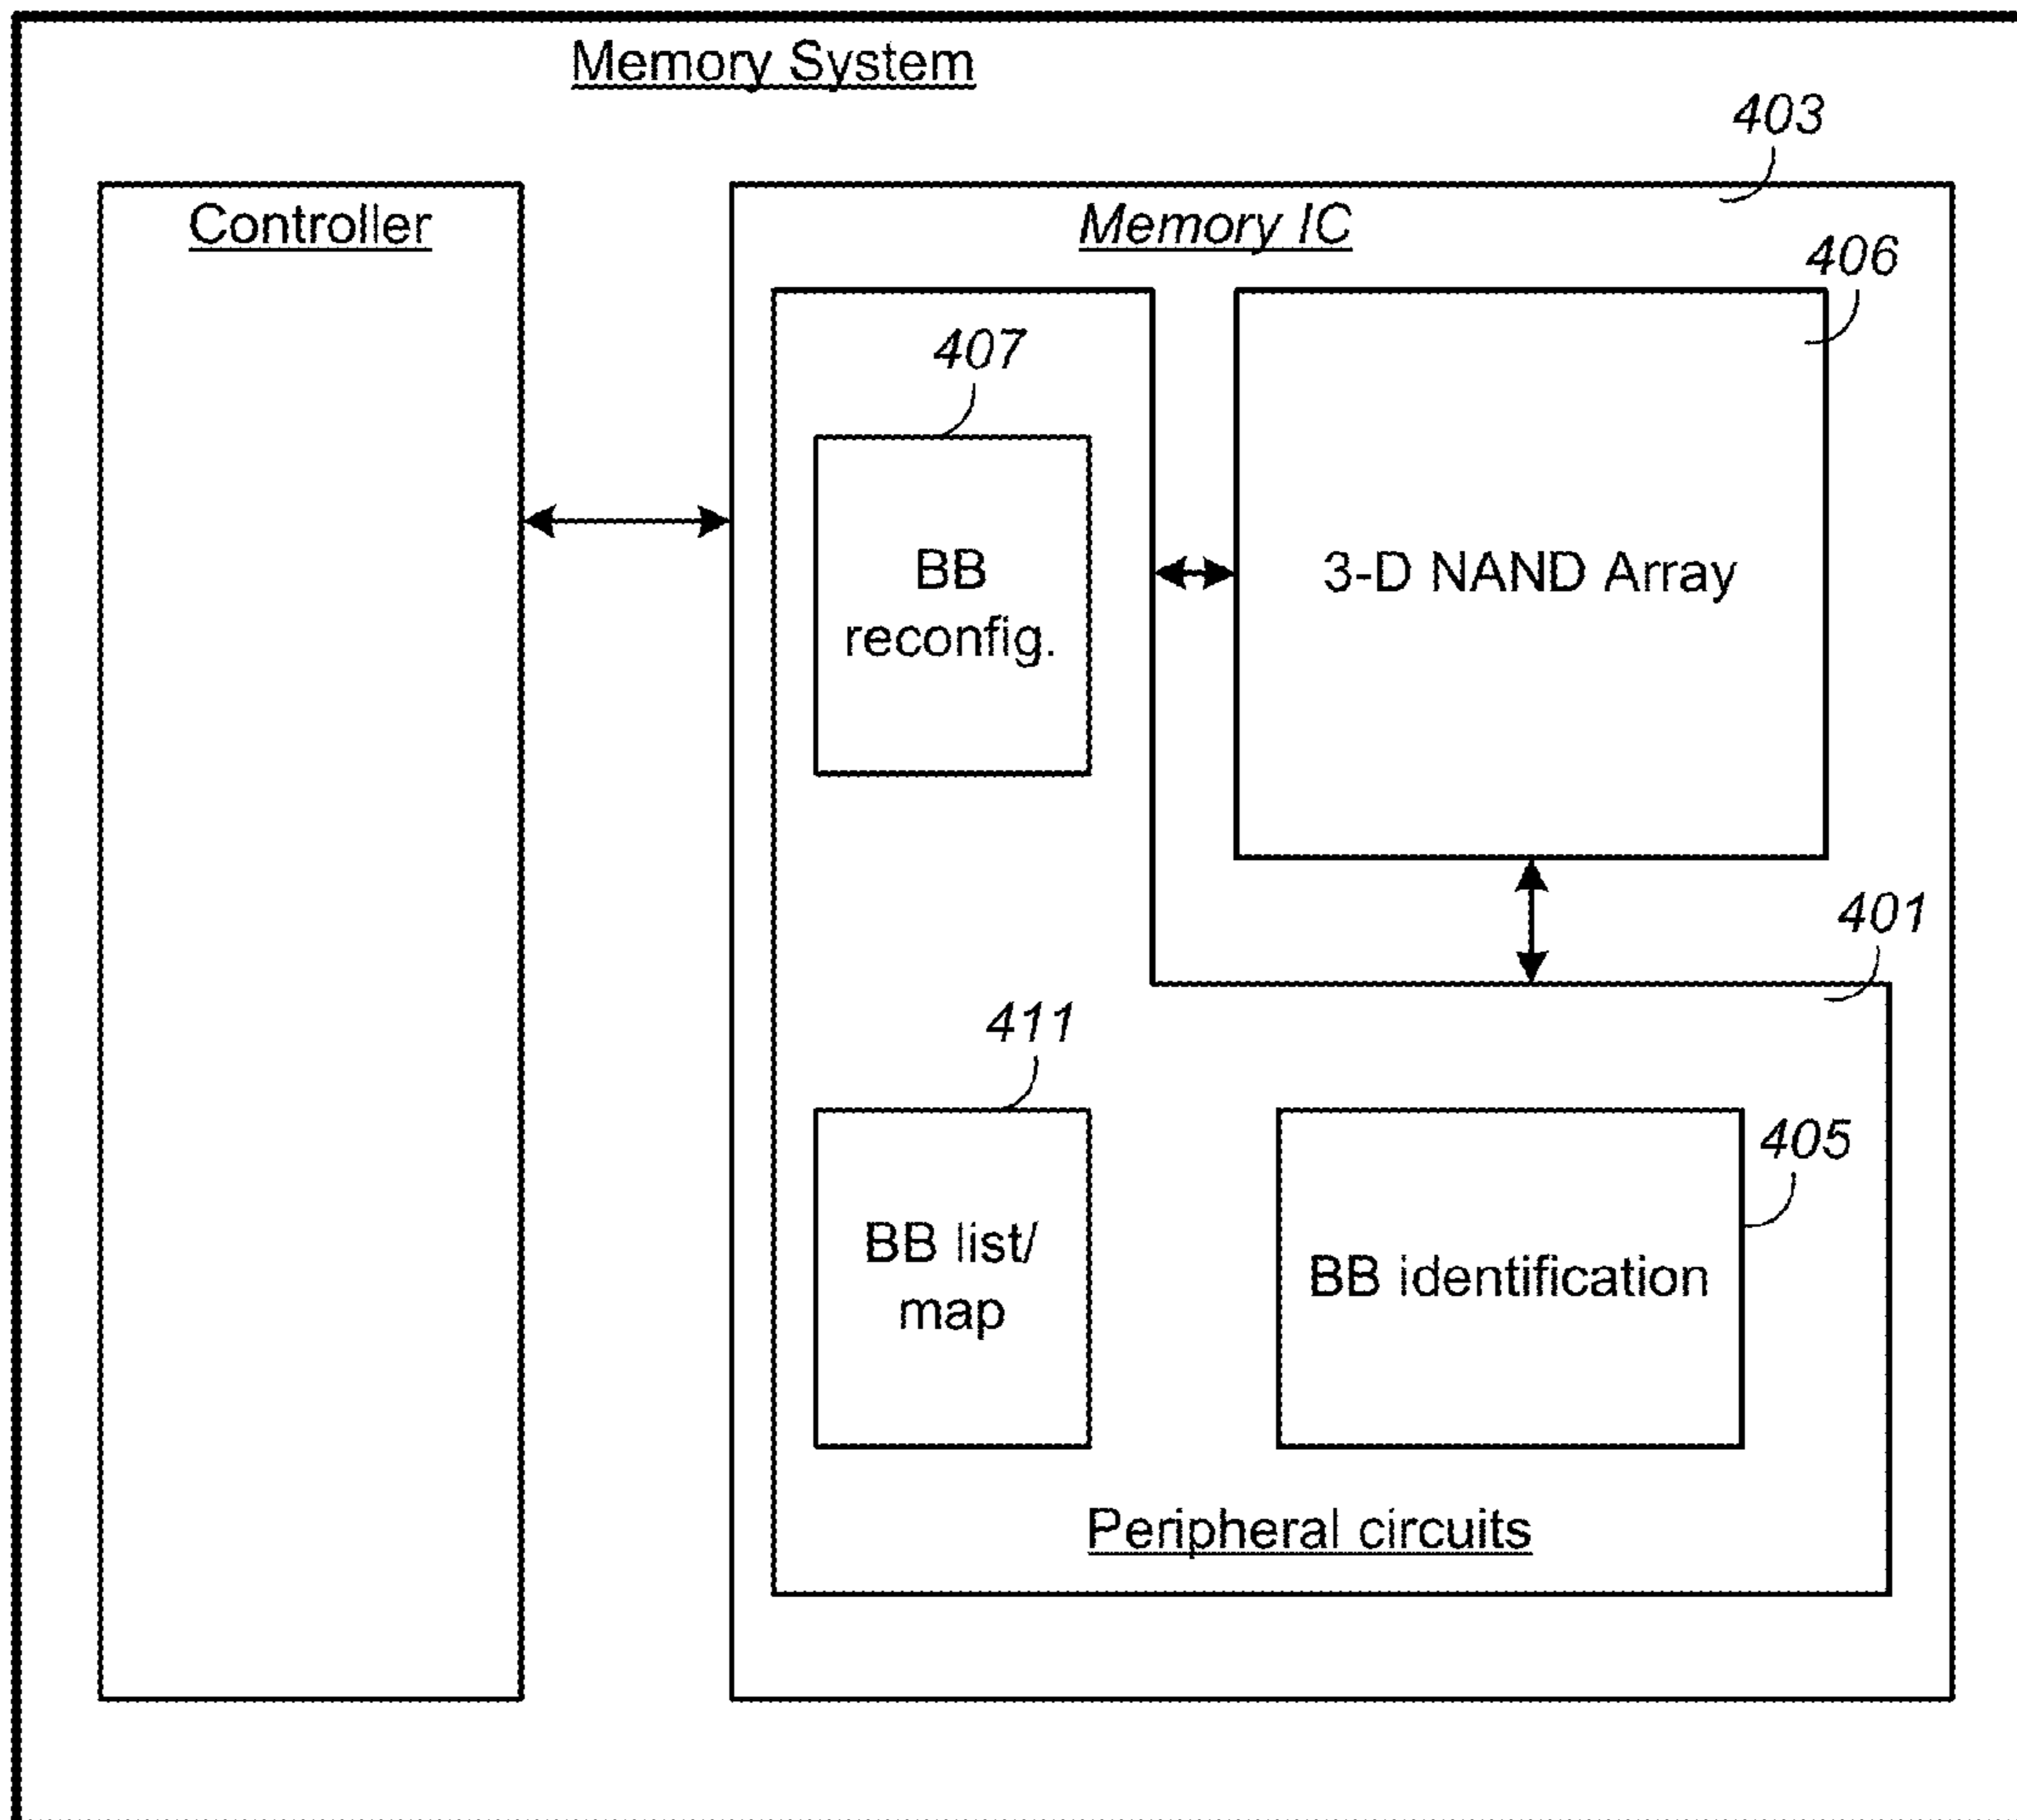 Memory System
403
Controller
Memory IC
406
407
BB
reconfig.
3-D NAND Array
401
411
405
BB list/
map
BB identification
Peripheral circuits